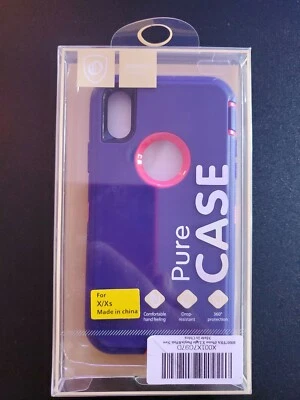 Pure
CASE
For
X/Xs
Made in china
Comfortable
hand feeling
Drop
resistant
360°
protection